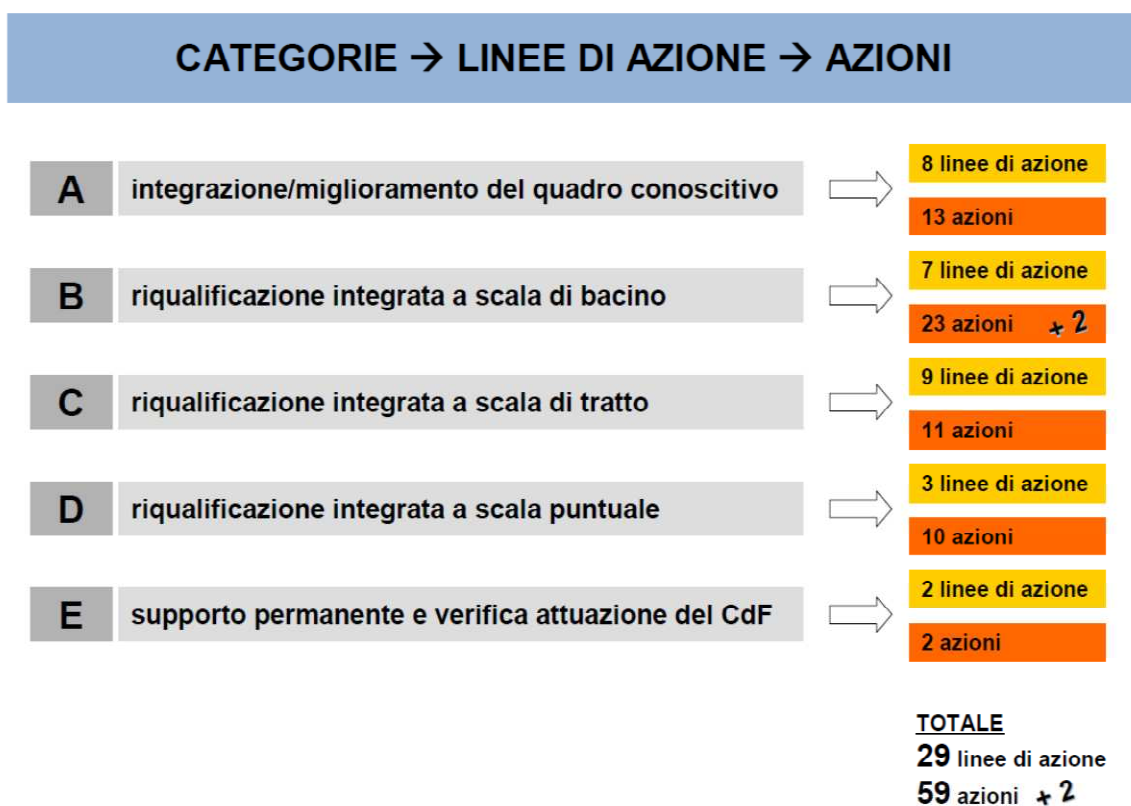 CATEGORIE → LINEE DI AZIONE → AZIONI
A integrazione/miglioramento del quadro conoscitivo
8 linee di azione
13 azioni
B riqualificazione integrata a scala di bacino
7 linee di azione
23 azioni + 2
C riqualificazione integrata a scala di tratto
9 linee di azione
11 azioni
D riqualificazione integrata a scala puntuale
3 linee di azione
10 azioni
E supporto permanente e verifica attuazione del CdF
2 linee di azione
2 azioni
TOTALE
29 linee di azione
59 azioni + 2